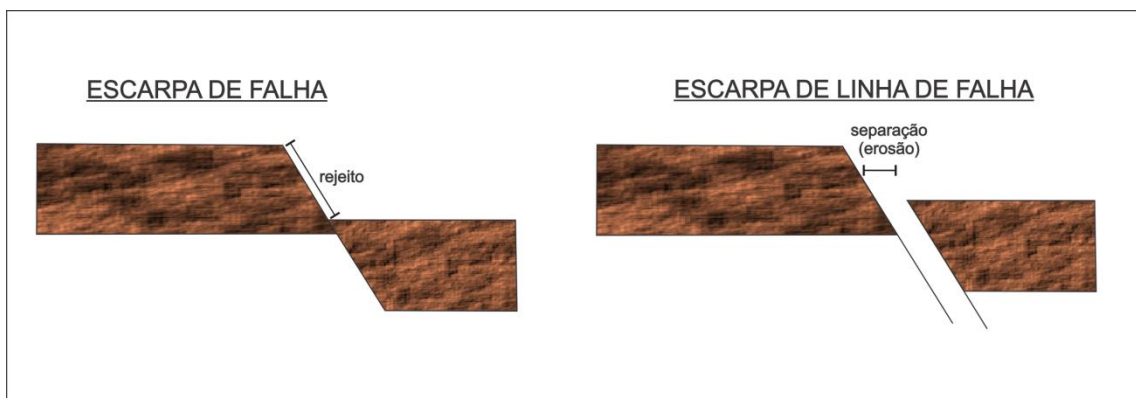 ESCARPA DE FALHA
rejeito
ESCARPA DE LINHA DE FALHA
separação
(erosão)